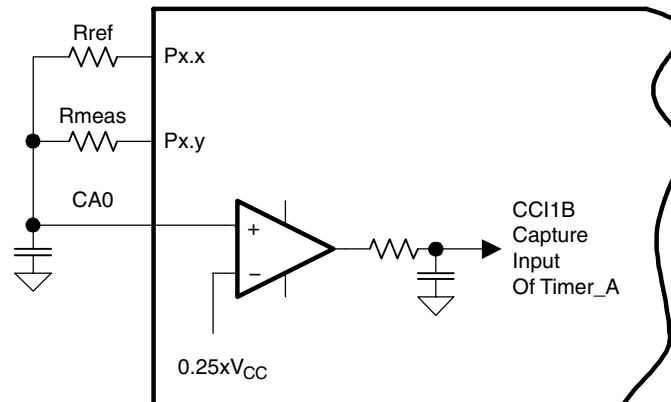 Rref
Px.x
Rmeas
Px.y
CA0
+
−
CCI1B
Capture
Input
Of Timer_A
0.25xVCC